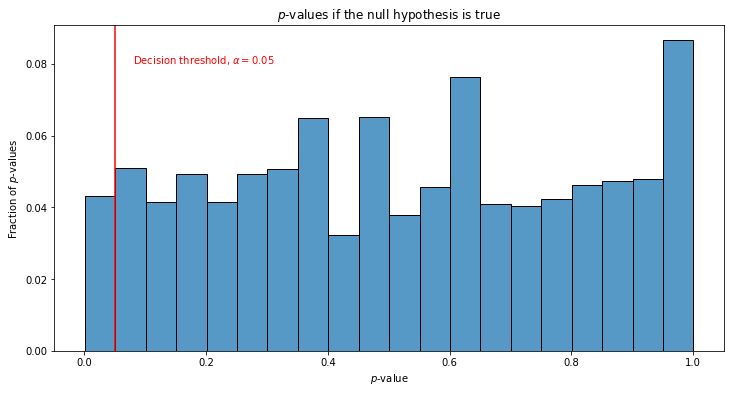 p-values if the null hypothesis is true
Decision threshold, α = 0.05
Fraction of p-values
0.08
0.06
0.04
0.02
0.00
0.0 0.2 0.4 0.6 0.8 1.0
p-value